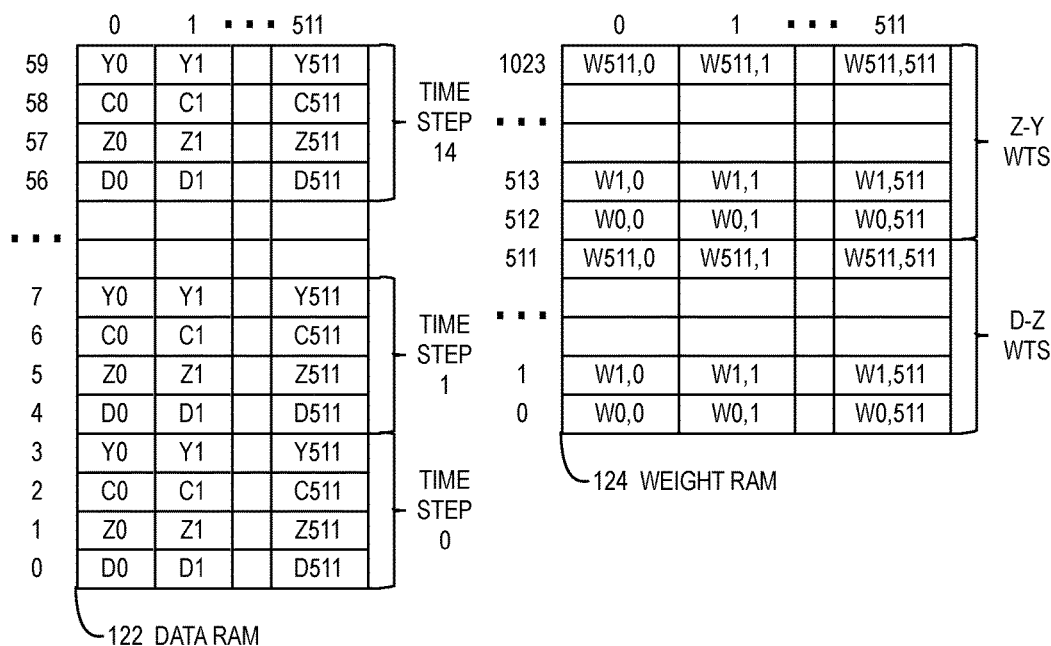 0 1 ▪ ▪ ▪ 511
59 Y0 Y1 Y511
58 C0 C1 C511
57 Z0 Z1 Z511
56 D0 D1 D511
TIME
STEP
14
▪ ▪ ▪
7 Y0 Y1 Y511
6 C0 C1 C511
5 Z0 Z1 Z511
4 D0 D1 D511
TIME
STEP
1
3 Y0 Y1 Y511
2 C0 C1 C511
1 Z0 Z1 Z511
0 D0 D1 D511
TIME
STEP
0
122 DATA RAM
0 1 ▪ ▪ ▪ 511
1023 W511,0 W511,1 W511,511
▪ ▪ ▪
513 W1,0 W1,1 W1,511
512 W0,0 W0,1 W0,511
Z-Y
WTS
511 W511,0 W511,1 W511,511
▪ ▪ ▪
1 W1,0 W1,1 W1,511
0 W0,0 W0,1 W0,511
D-Z
WTS
124 WEIGHT RAM